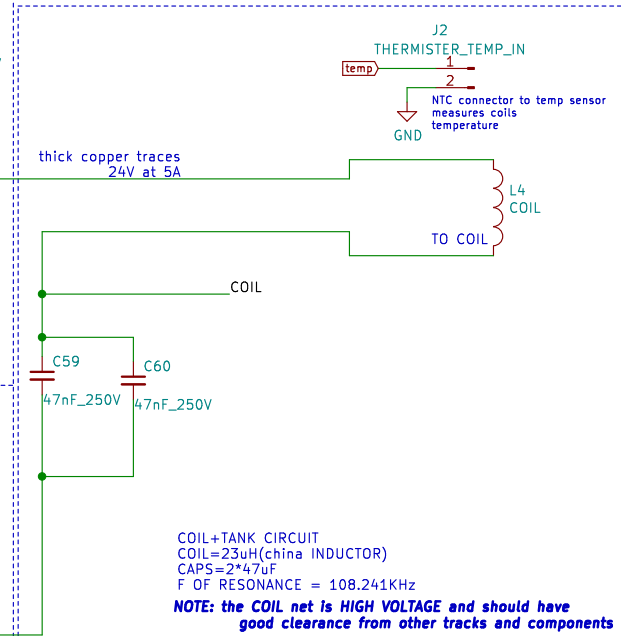 J2
THERMISTER_TEMP_IN
temp
1
2
NTC connector to temp sensor
measures coils
temperature
GND
thick copper traces
24V at 5A
L4
COIL
TO COIL
COIL
C59
47nF_250V
C60
47nF_250V
COIL+TANK CIRCUIT
COIL=23uH(china INDUCTOR)
CAPS=2*47uF
F OF RESONANCE = 108.241KHz
NOTE: the COIL net is HIGH VOLTAGE and should have
good clearance from other tracks and components